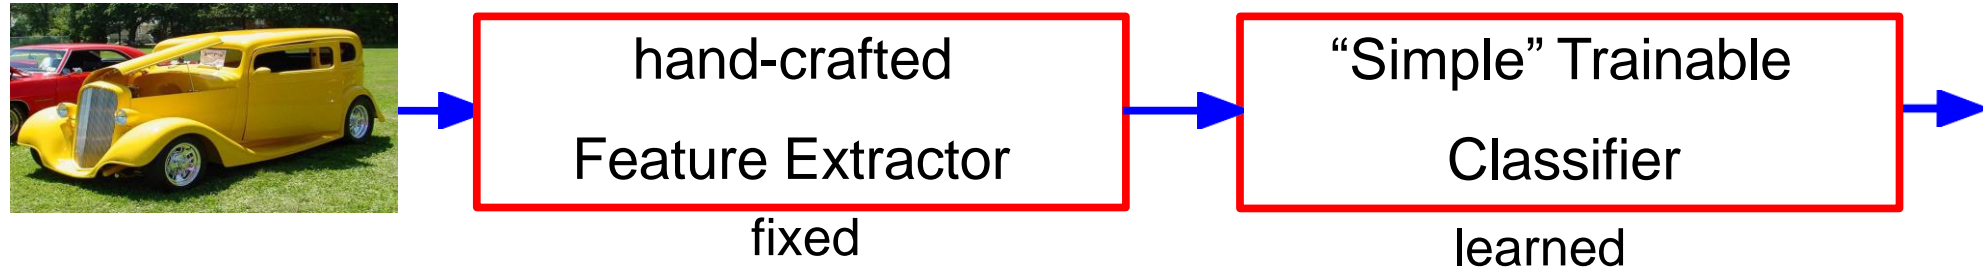 hand-crafted
Feature Extractor
fixed
“Simple” Trainable
Classifier
learned